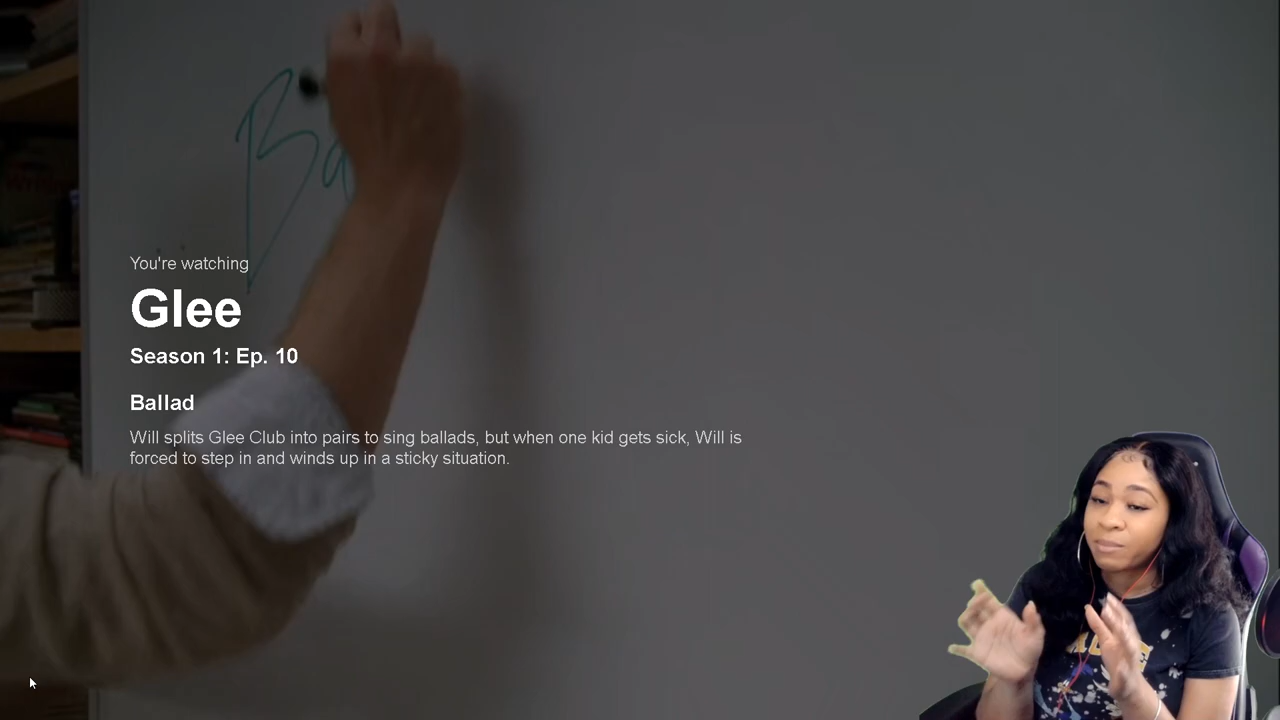 Ba
You're watching
Glee
Season 1: Ep. 10
Ballad
Will splits Glee Club into pairs to sing ballads, but when one kid gets sick, Will is
forced to step in and winds up in a sticky situation.